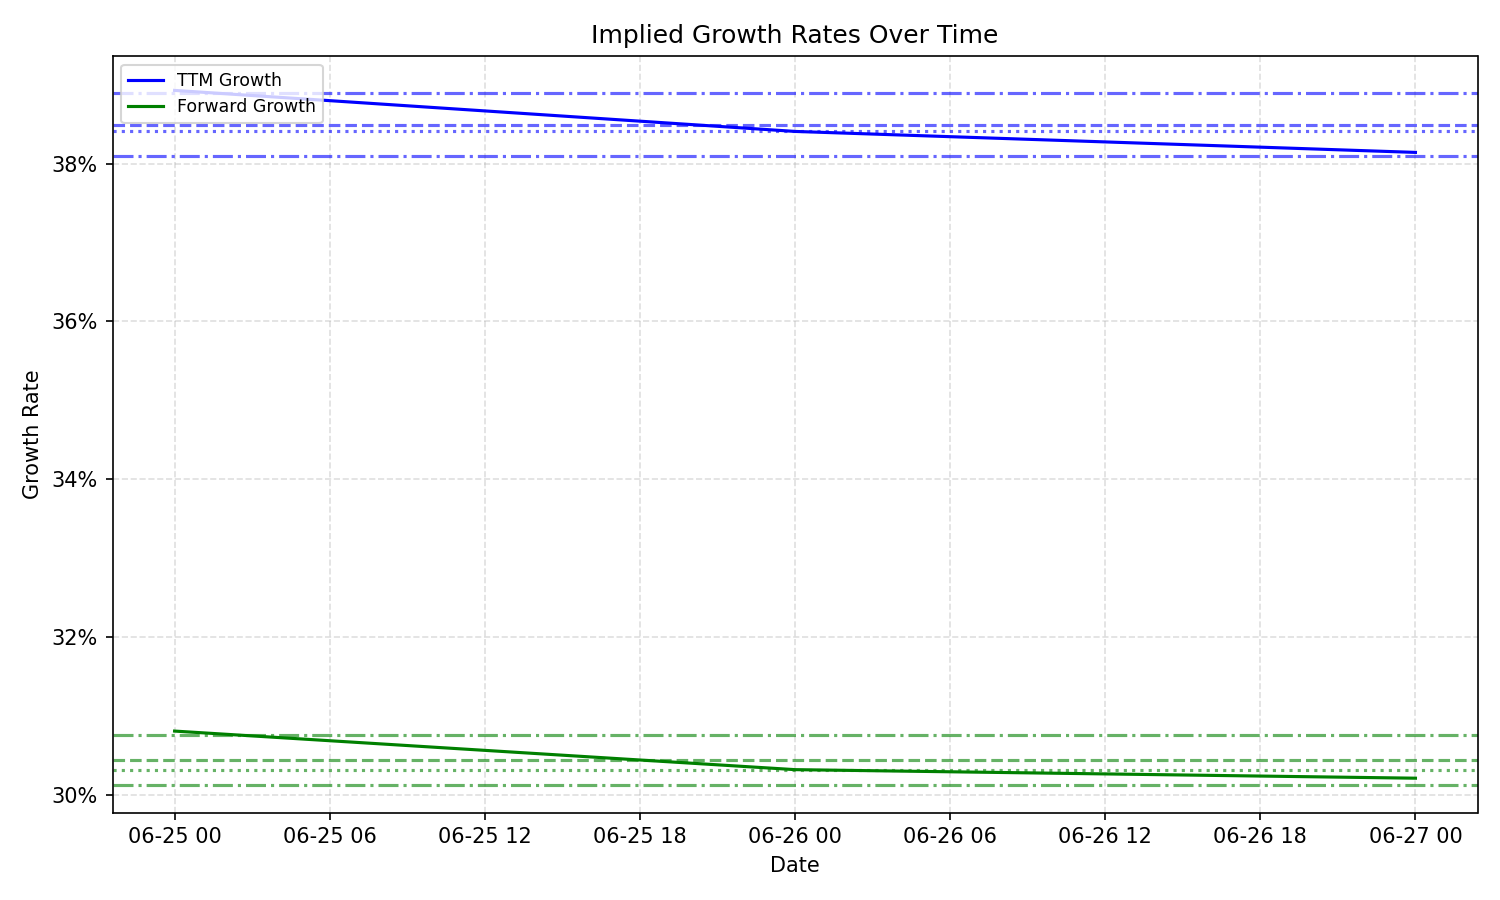 Implied Growth Rates Over Time
TTM Growth
Forward Growth
38%
36%
34%
32%
30%
Growth Rate
06-25 00
06-25 06
06-25 12
06-25 18
06-26 00
06-26 06
06-26 12
06-26 18
06-27 00
Date